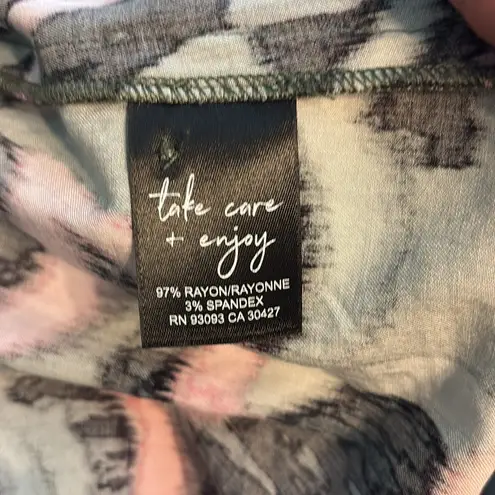 take care
+ enjoy
97% RAYON/RAYONNE
3% SPANDEX
RN 93093 CA 30427